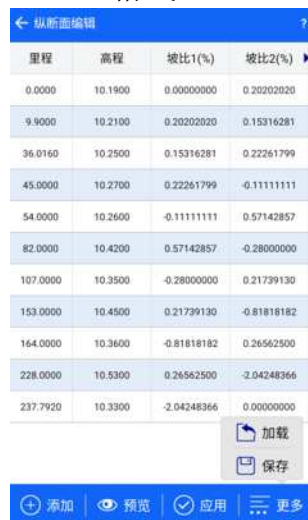 纵断面编辑 ?
里程 高程 坡比1(%) 坡比2(%)
0.0000 10.1900 0.00000000 0.20202020
9.9000 10.2100 0.20202020 0.15316281
36.0160 10.2500 0.15316281 0.22261799
45.0000 10.2700 0.22261799 -0.11111111
54.0000 10.2600 -0.11111111 0.57142857
82.0000 10.4200 0.57142857 -0.28000000
107.0000 10.3500 -0.28000000 0.21739130
153.0000 10.4500 0.21739130 -0.81818182
164.0000 10.3600 -0.81818182 0.26562500
228.0000 10.5300 0.26562500 -2.04248366
237.7920 10.3300 -2.04248366 0.00000000
加载
保存
添加 预览 应用 更多